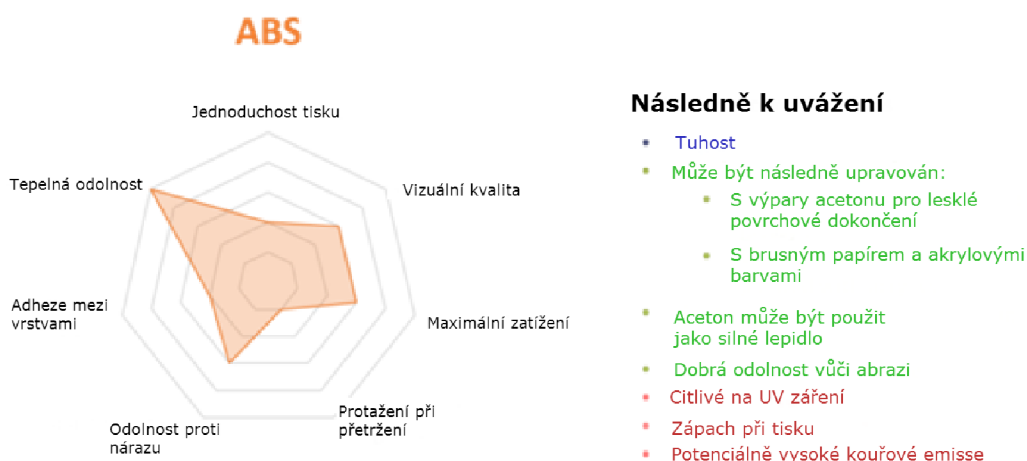 ABS
Jednoduchost tisku
Tepelná odolnost
Vizuální kvalita
Adheze mezi
vrstvami
Maximální zatížení
Odolnost proti
nárazu
Protažení při
přetržení
Následně k uvážení
Tuhost
Může být následně upravován:
S výpary acetonu pro lesklé
povrchové dokončení
S brusným papírem a akrylovými
barvami
Aceton může být použit
jako silné lepidlo
Dobrá odolnost vůči abrazi
Citlivé na UV záření
Zápach při tisku
Potenciálně vysoké kouřové emisse